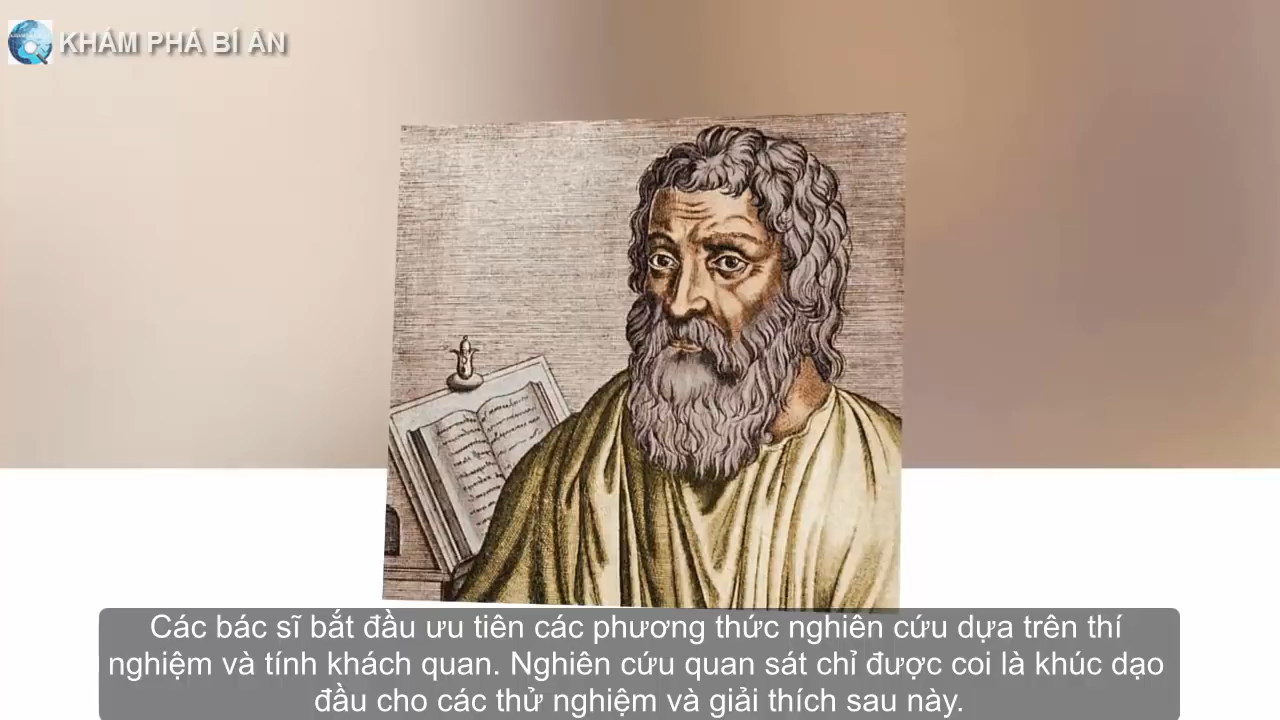 KHÁM PHÁ BÍ ẨN
Các bác sĩ bắt đầu ưu tiên các phương thức nghiên cứu dựa trên thí
nghiệm và tính khách quan. Nghiên cứu quan sát chỉ được coi là khúc dạo
đầu cho các thử nghiệm và giải thích sau này.